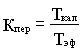 Кпер = Ткал / Тэф